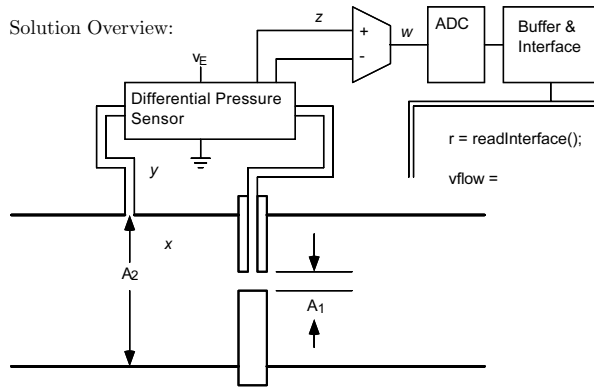 Solution Overview:
z
ADC
Buffer &
Interface
+
-
w
vE
Differential Pressure
Sensor
r = readInterface();
y
vflow =
x
A2
A1